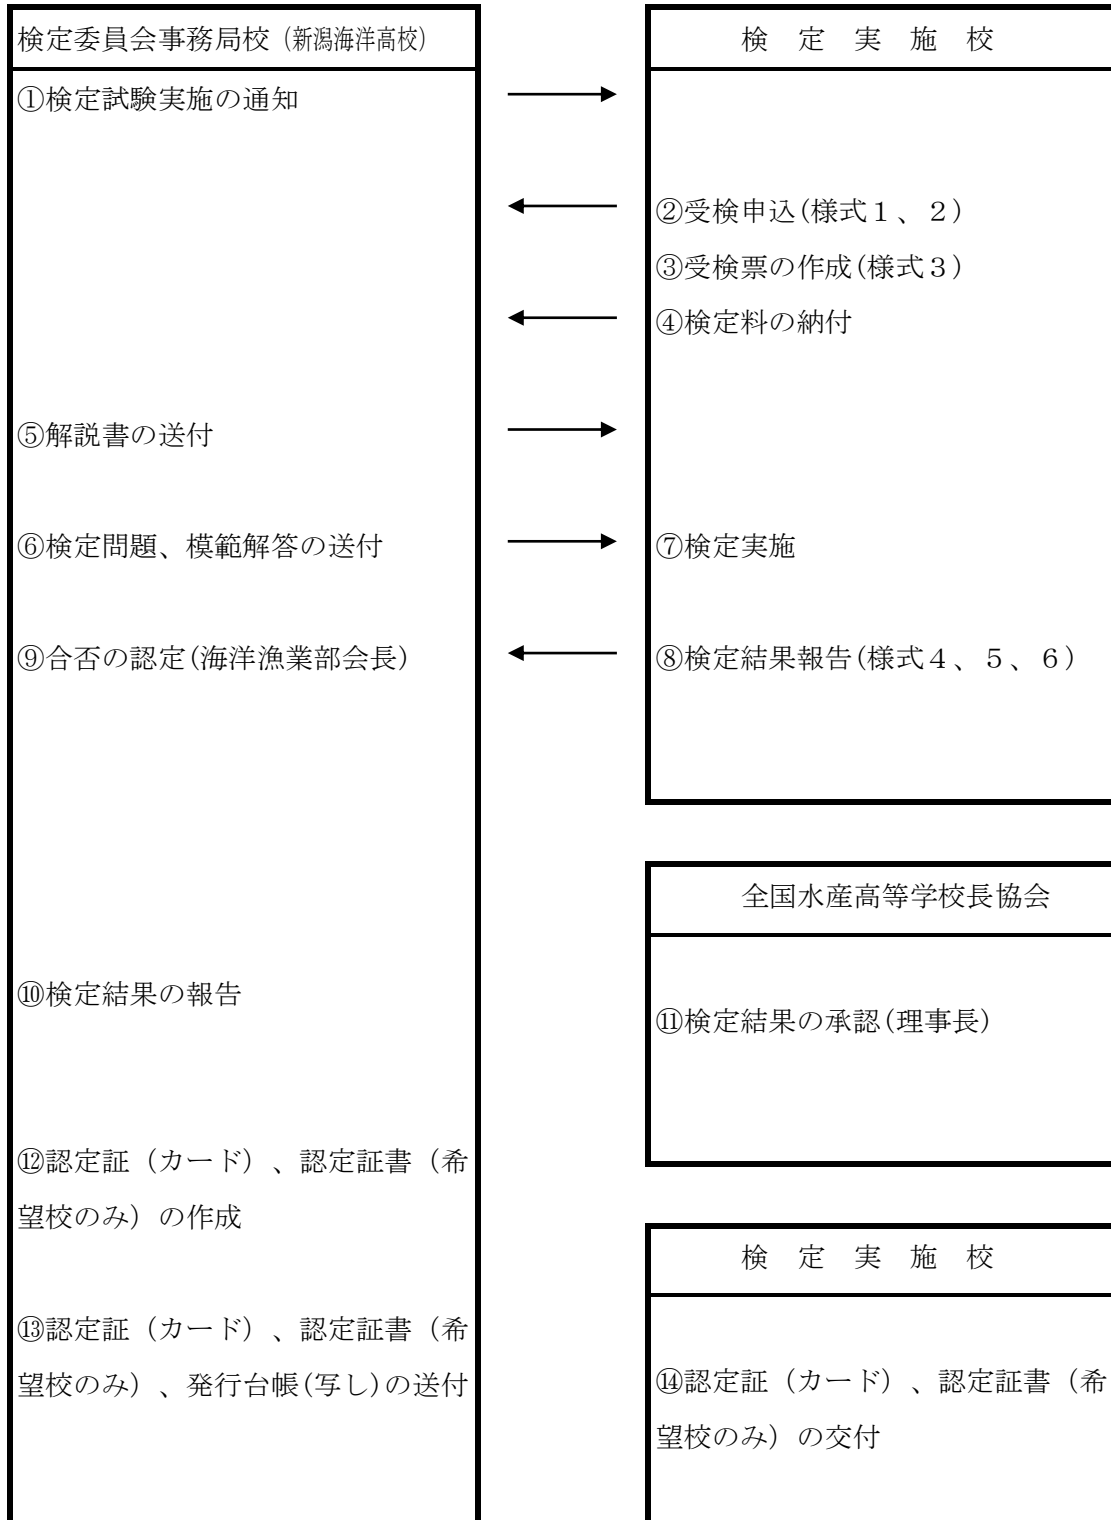 検定委員会事務局校（新潟海洋高校）
検　定　実　施　校
①検定試験実施の通知
②受検申込(様式１、２)
③受検票の作成(様式３)
④検定料の納付
⑤解説書の送付
⑥検定問題、模範解答の送付
⑦検定実施
⑨合否の認定(海洋漁業部会長)
⑧検定結果報告(様式４、５、６)
全国水産高等学校長協会
⑩検定結果の報告
⑪検定結果の承認(理事長)
⑫認定証（カード）、認定証書（希
望校のみ）の作成
検　定　実　施　校
⑬認定証（カード）、認定証書（希
望校のみ）、発行台帳(写し)の送付
⑭認定証（カード）、認定証書（希
望校のみ）の交付